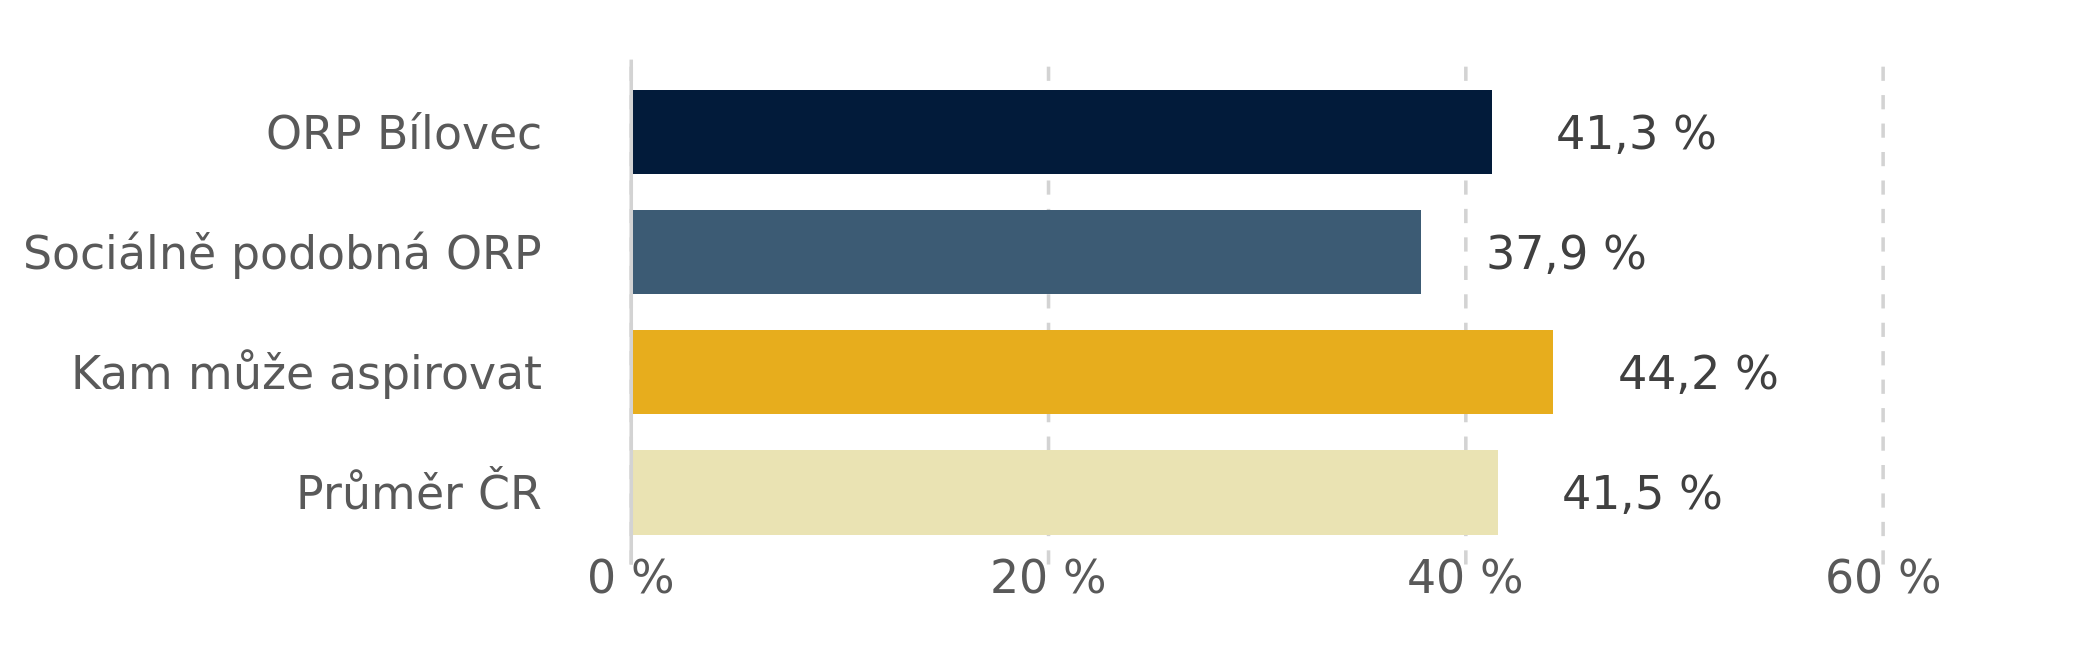 ORP Bílovec 41,3 %
Sociálně podobná ORP 37,9 %
Kam může aspirovat 44,2 %
Průměr ČR 41,5 %
0 % 20 % 40 % 60 %